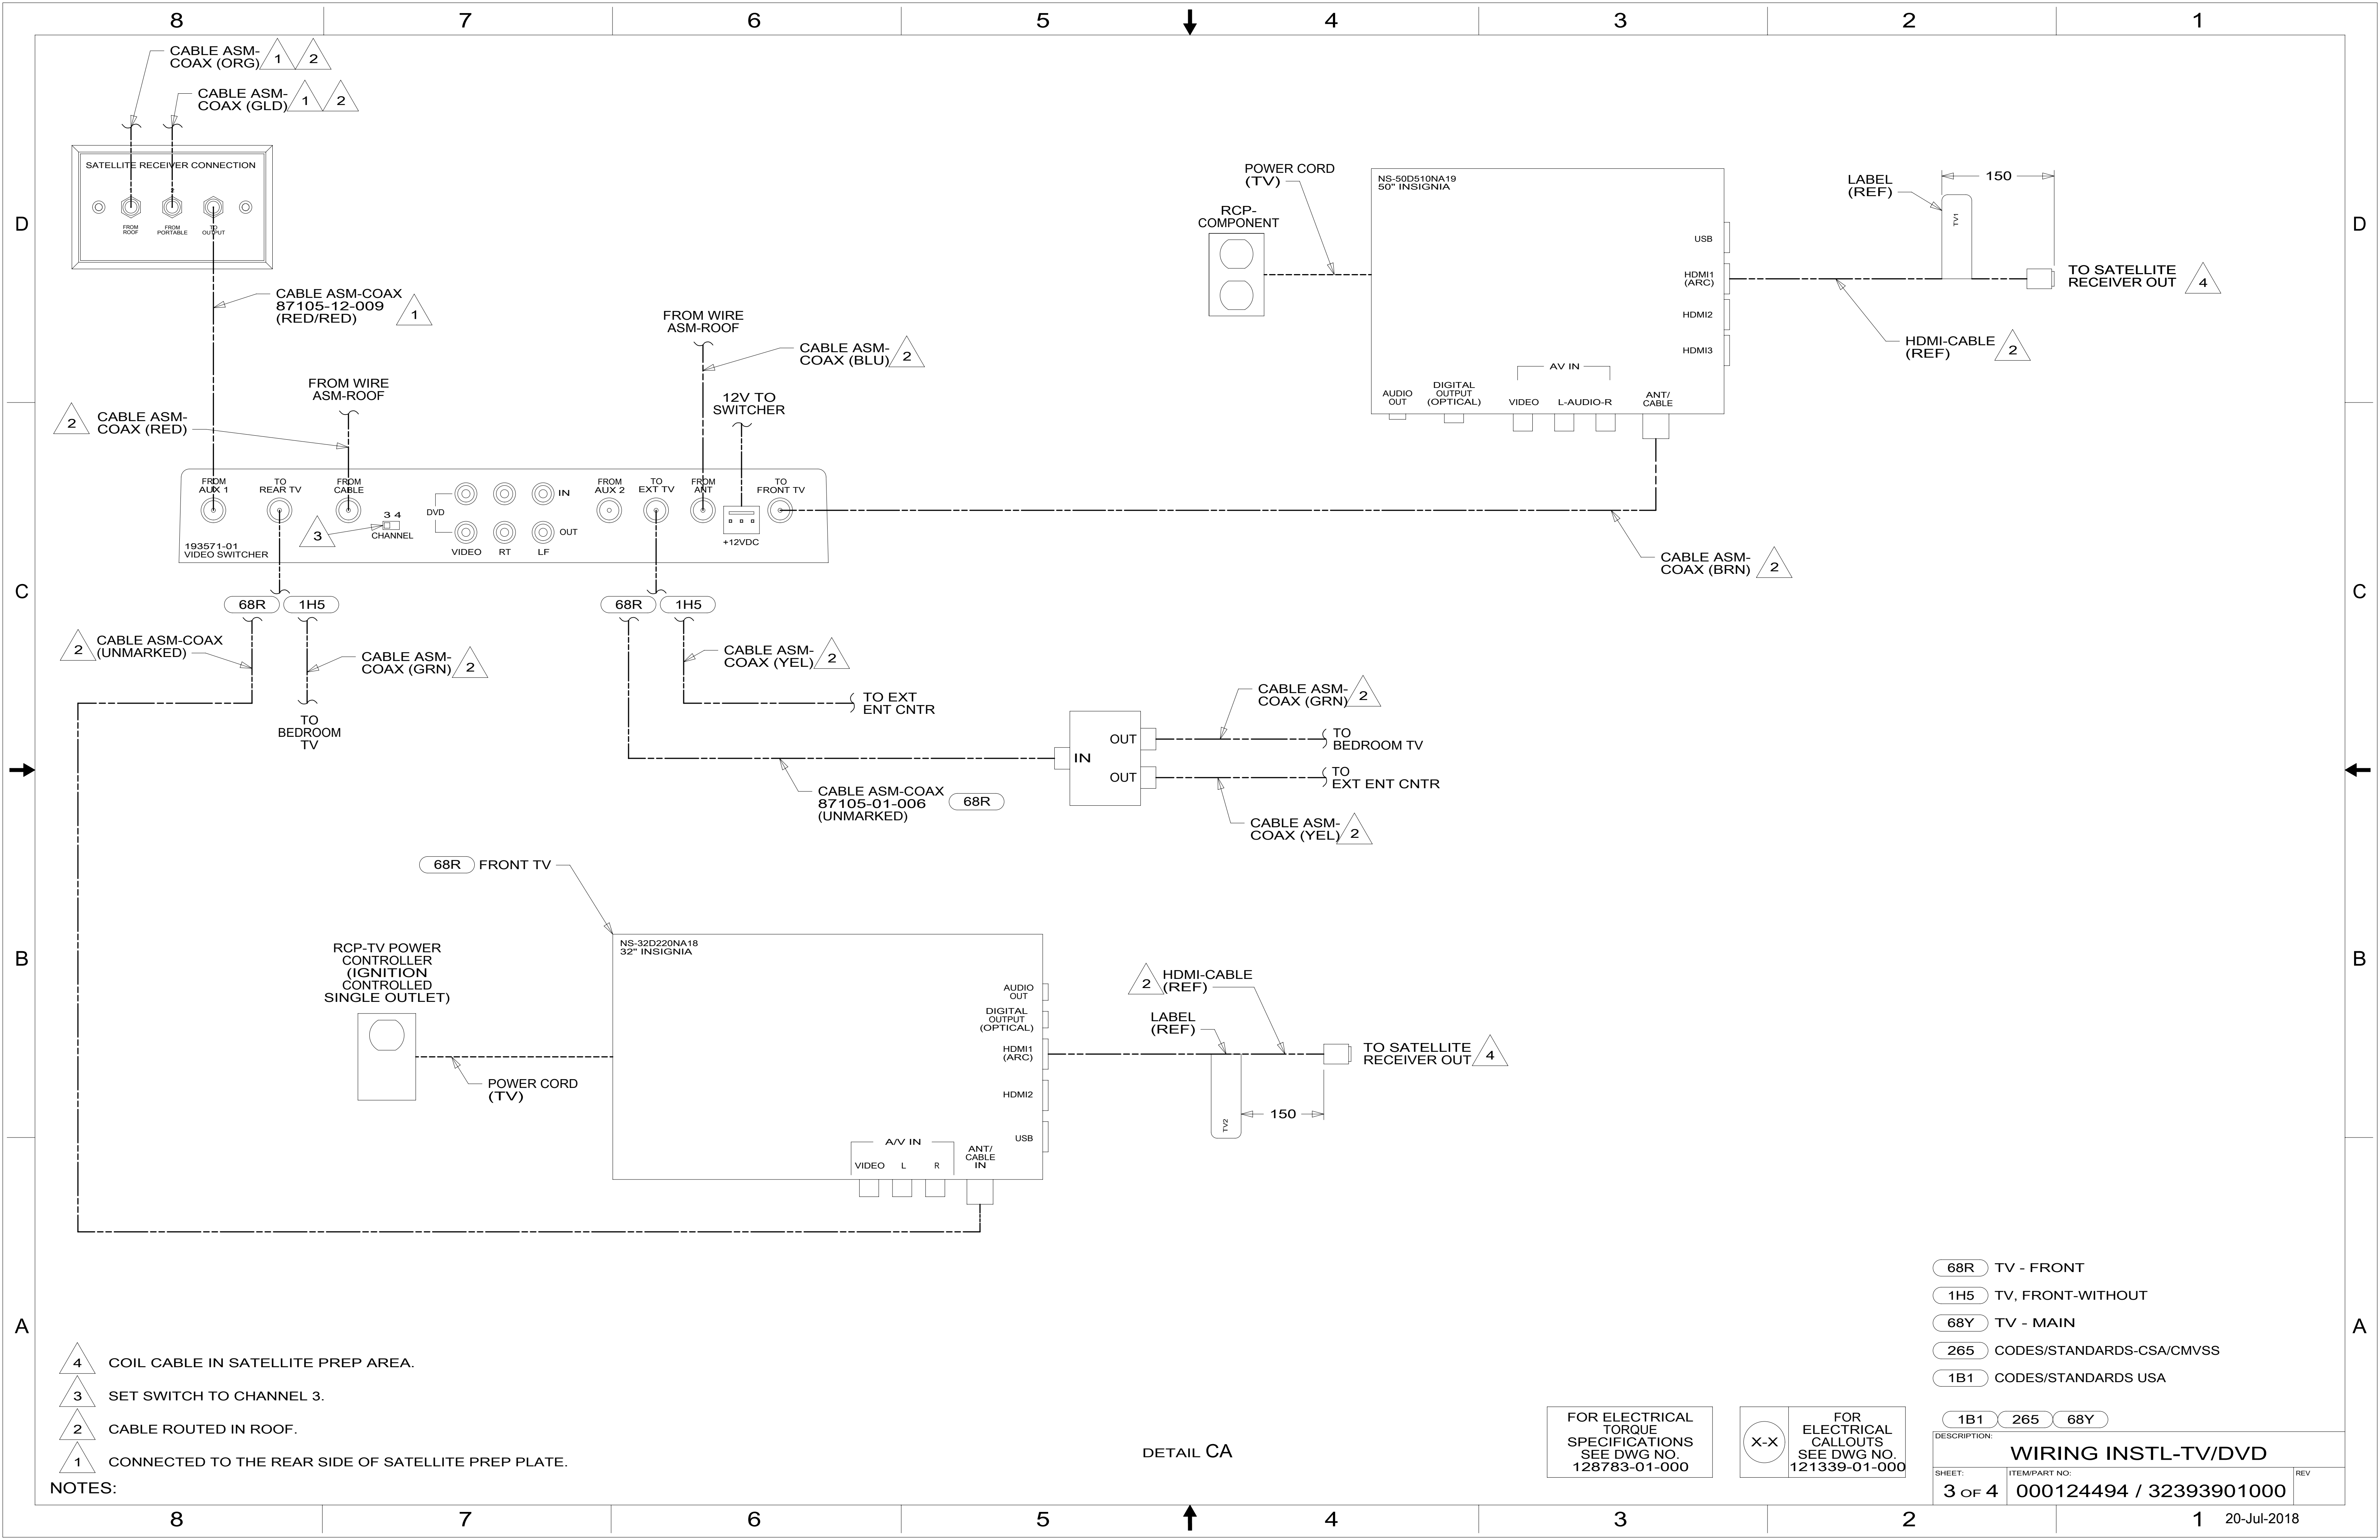 8 7 6 5 4 3 2 1
D
C
B
A
CABLE ASM-
COAX (ORG) 1 2
CABLE ASM-
COAX (GLD) 1 2
SATELLITE RECEIVER CONNECTION
2
FROM
ROOF
FROM
PORTABLE
TO
OUTPUT
CABLE ASM-COAX
87105-12-009
(RED/RED) 1
FROM WIRE
ASM-ROOF
2 CABLE ASM-
COAX (RED)
FROM WIRE
ASM-ROOF
CABLE ASM-
COAX (BLU) 2
12V TO
SWITCHER
FROM
AUX 1
TO
REAR TV
FROM
CABLE
3 4
CHANNEL
3
DVD
IN
OUT
VIDEO RT LF
FROM
AUX 2
TO
EXT TV
FROM
ANT
TO
FRONT TV
+12VDC
193571-01
VIDEO SWITCHER
POWER CORD
(TV)
RCP-
COMPONENT
NS-50D510NA19
50" INSIGNIA
USB
HDMI1
(ARC)
HDMI2
HDMI3
AV IN
AUDIO
OUT
DIGITAL
OUTPUT
(OPTICAL)
VIDEO L-AUDIO-R
ANT/
CABLE
LABEL
(REF)
TV1
150
TO SATELLITE
RECEIVER OUT 4
HDMI-CABLE
(REF) 2
CABLE ASM-
COAX (BRN) 2
68R 1H5
68R 1H5
2 CABLE ASM-COAX
(UNMARKED)
CABLE ASM-
COAX (GRN) 2
TO
BEDROOM
TV
CABLE ASM-
COAX (YEL) 2
TO EXT
ENT CNTR
CABLE ASM-COAX
87105-01-006
(UNMARKED)
68R
IN
OUT
OUT
CABLE ASM-
COAX (GRN) 2
TO
BEDROOM TV
TO
EXT ENT CNTR
CABLE ASM-
COAX (YEL) 2
68R FRONT TV
RCP-TV POWER
CONTROLLER
(IGNITION
CONTROLLED
SINGLE OUTLET)
POWER CORD
(TV)
NS-32D220NA18
32" INSIGNIA
AUDIO
OUT
DIGITAL
OUTPUT
(OPTICAL)
HDMI1
(ARC)
HDMI2
USB
A/V IN
VIDEO L R
ANT/
CABLE
IN
2 HDMI-CABLE
(REF)
LABEL
(REF)
TV2
150
TO SATELLITE
RECEIVER OUT 4
4 COIL CABLE IN SATELLITE PREP AREA.
3 SET SWITCH TO CHANNEL 3.
2 CABLE ROUTED IN ROOF.
1 CONNECTED TO THE REAR SIDE OF SATELLITE PREP PLATE.
NOTES:
DETAIL CA
FOR ELECTRICAL
TORQUE
SPECIFICATIONS
SEE DWG NO.
128783-01-000
X-X
FOR
ELECTRICAL
CALLOUTS
SEE DWG NO.
121339-01-000
68R TV - FRONT
1H5 TV, FRONT-WITHOUT
68Y TV - MAIN
265 CODES/STANDARDS-CSA/CMVSS
1B1 CODES/STANDARDS USA
1B1 265 68Y
DESCRIPTION:
WIRING INSTL-TV/DVD
SHEET:
3 OF 4
ITEM/PART NO:
000124494 / 32393901000
REV
D
C
B
A
8 7 6 5 4 3 2 1
20-Jul-2018